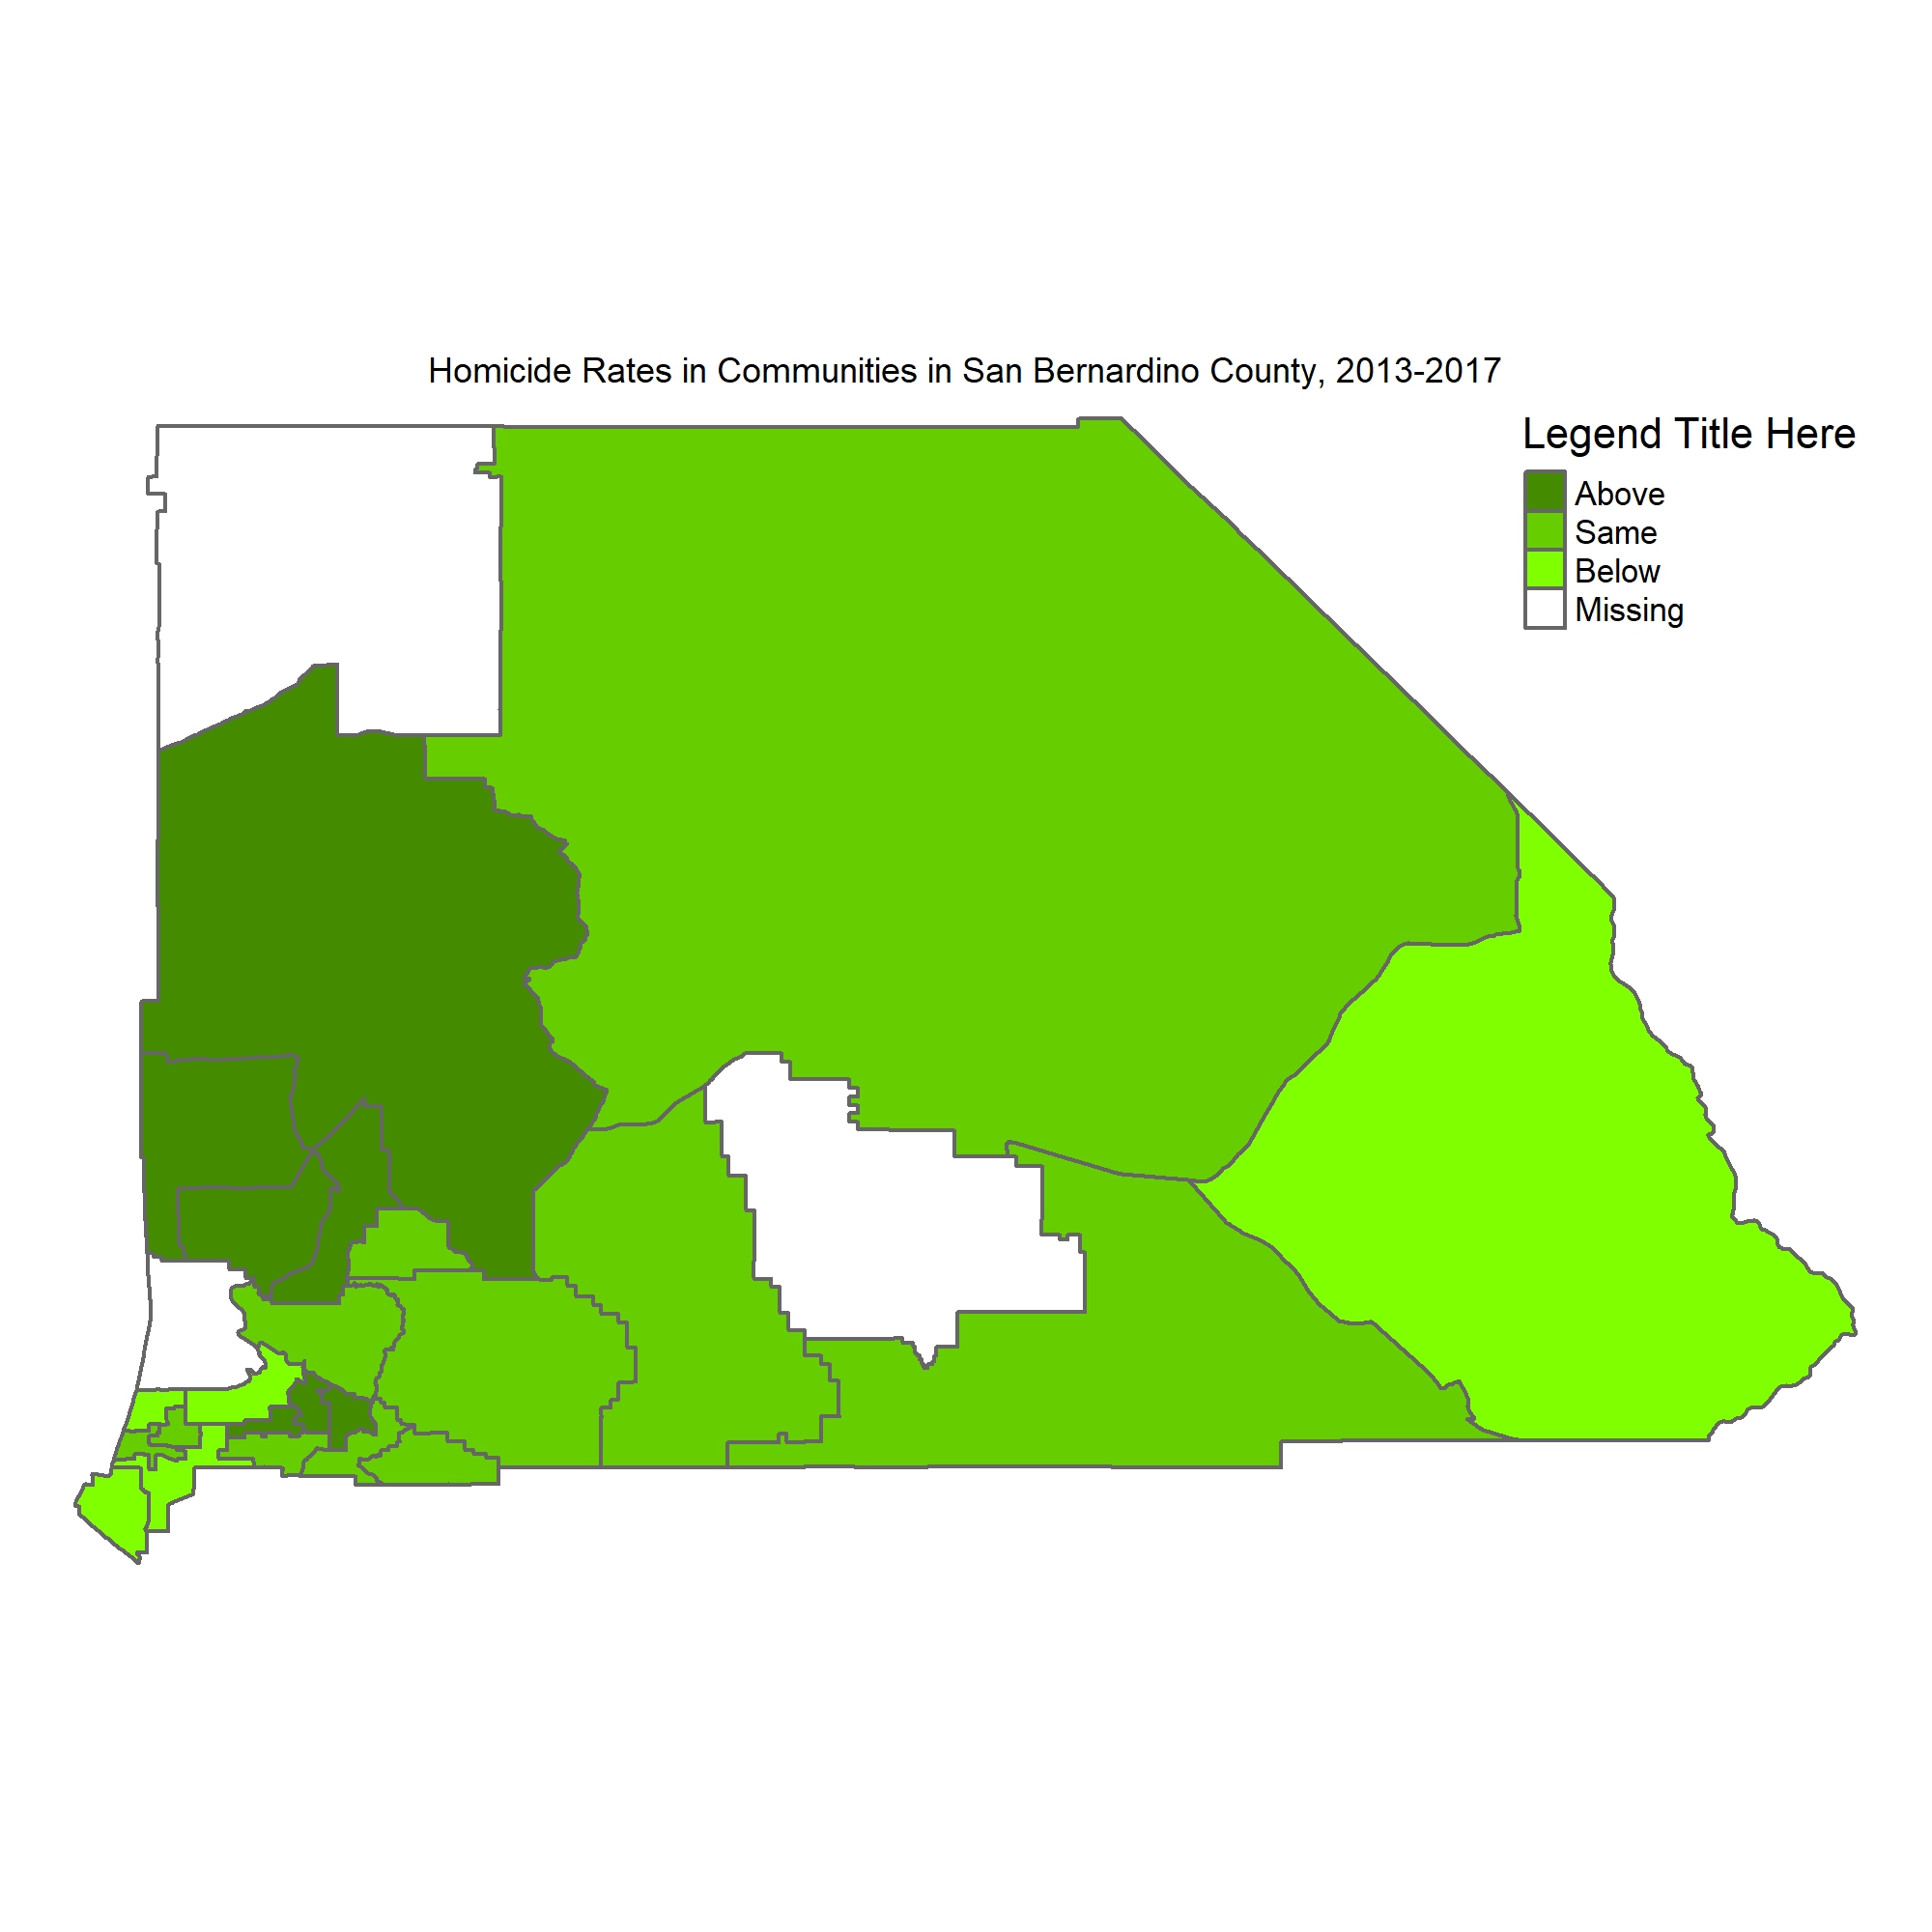 Homicide Rates in Communities in San Bernardino County, 2013-2017
Legend Title Here
Above
Same
Below
Missing